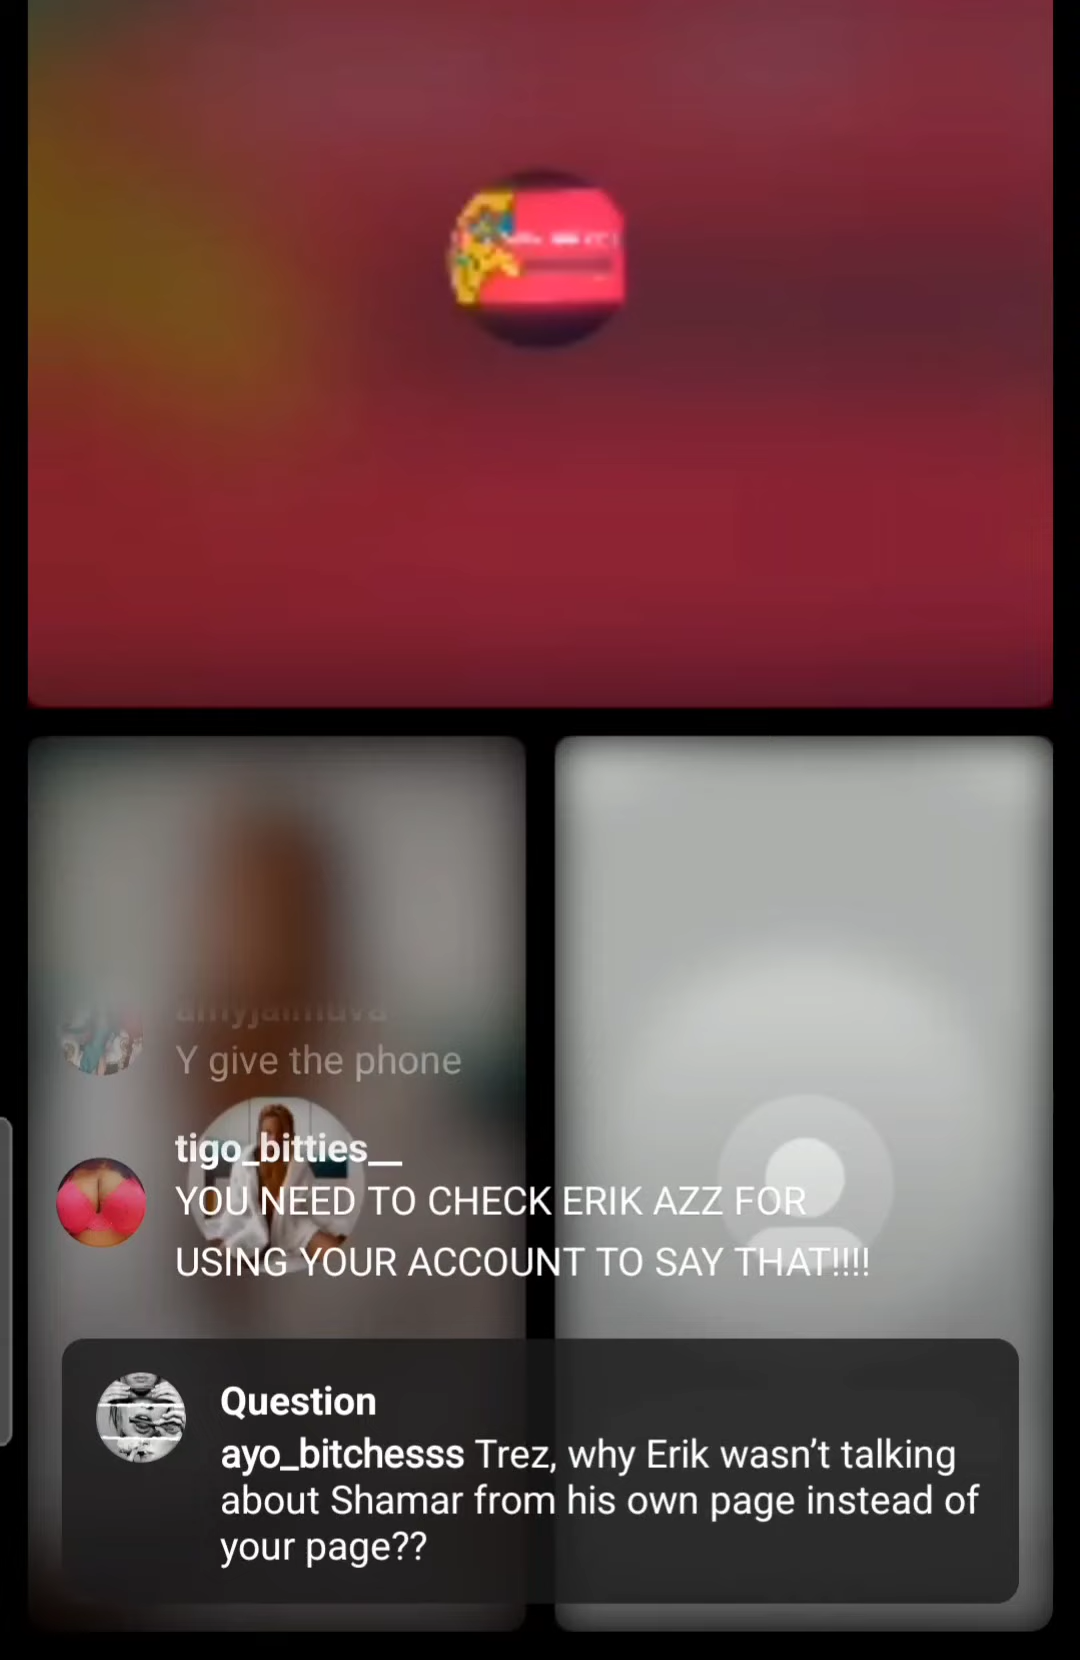 Y give the phone
tigo_bitties__
YOU NEED TO CHECK ERIK AZZ FOR
USING YOUR ACCOUNT TO SAY THAT!!!!
Question
ayo_bitchesss Trez, why Erik wasn't talking
about Shamar from his own page instead of
your page??